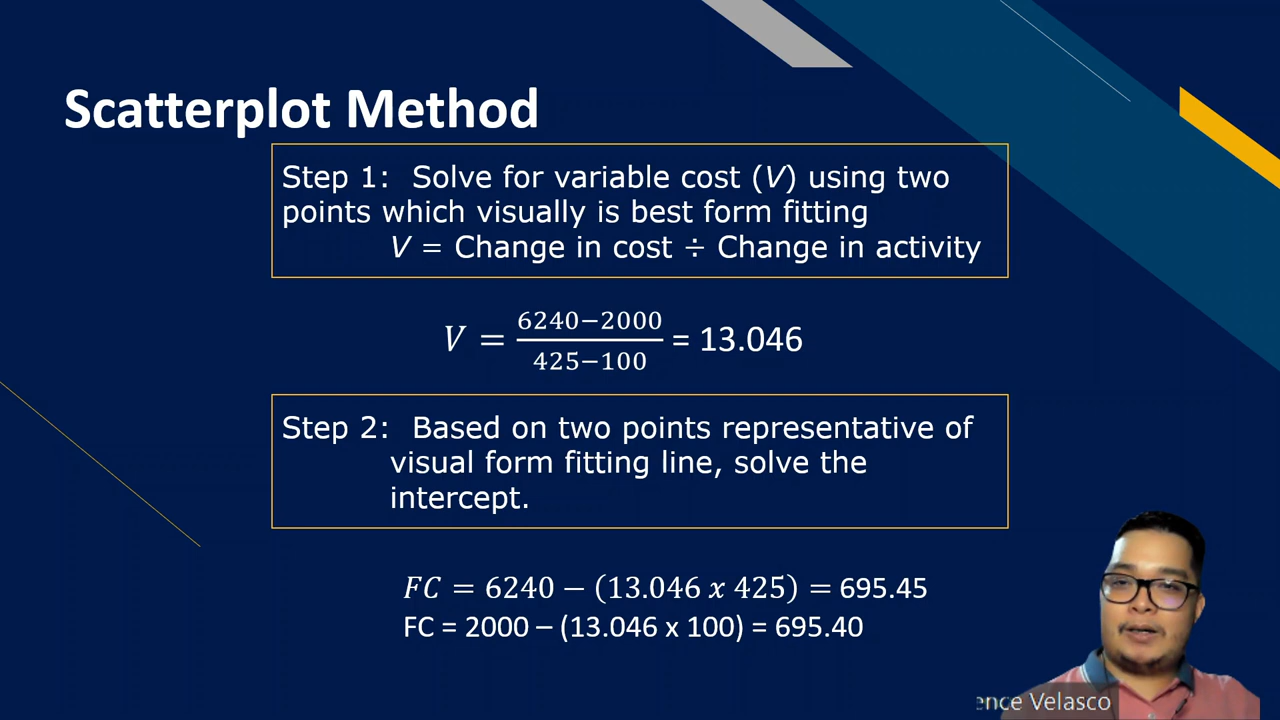 Scatterplot Method
Step 1: Solve for variable cost (V) using two
points which visually is best form fitting
V = Change in cost ÷ Change in activity
V = 6240−2000 / 425−100 = 13.046
Step 2: Based on two points representative of
visual form fitting line, solve the
intercept.
FC = 6240 − (13.046 x 425) = 695.45
FC = 2000 – (13.046 x 100) = 695.40
Velasco